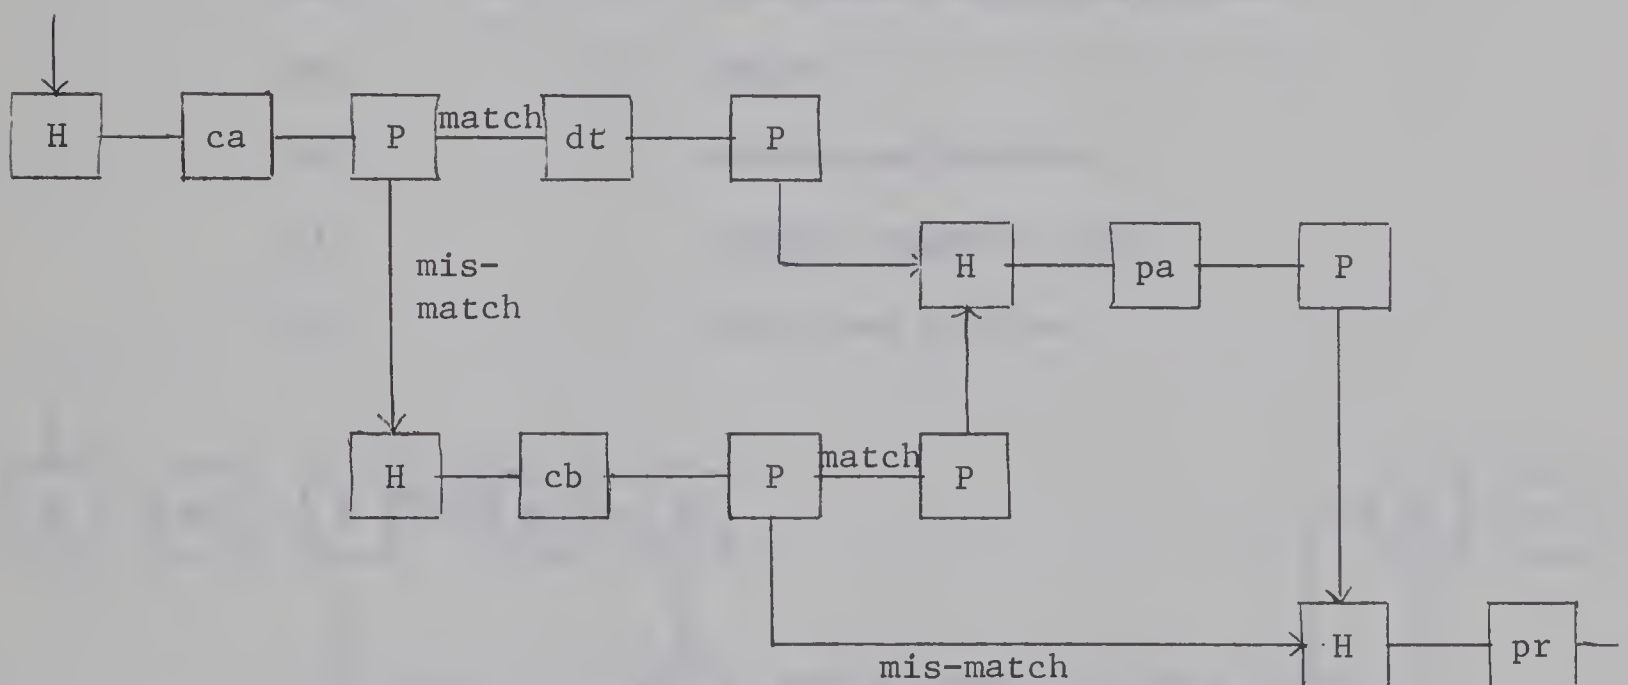 H ca P match dt P
H pa P
mis-
match
H cb P match P
H pr
mis-match